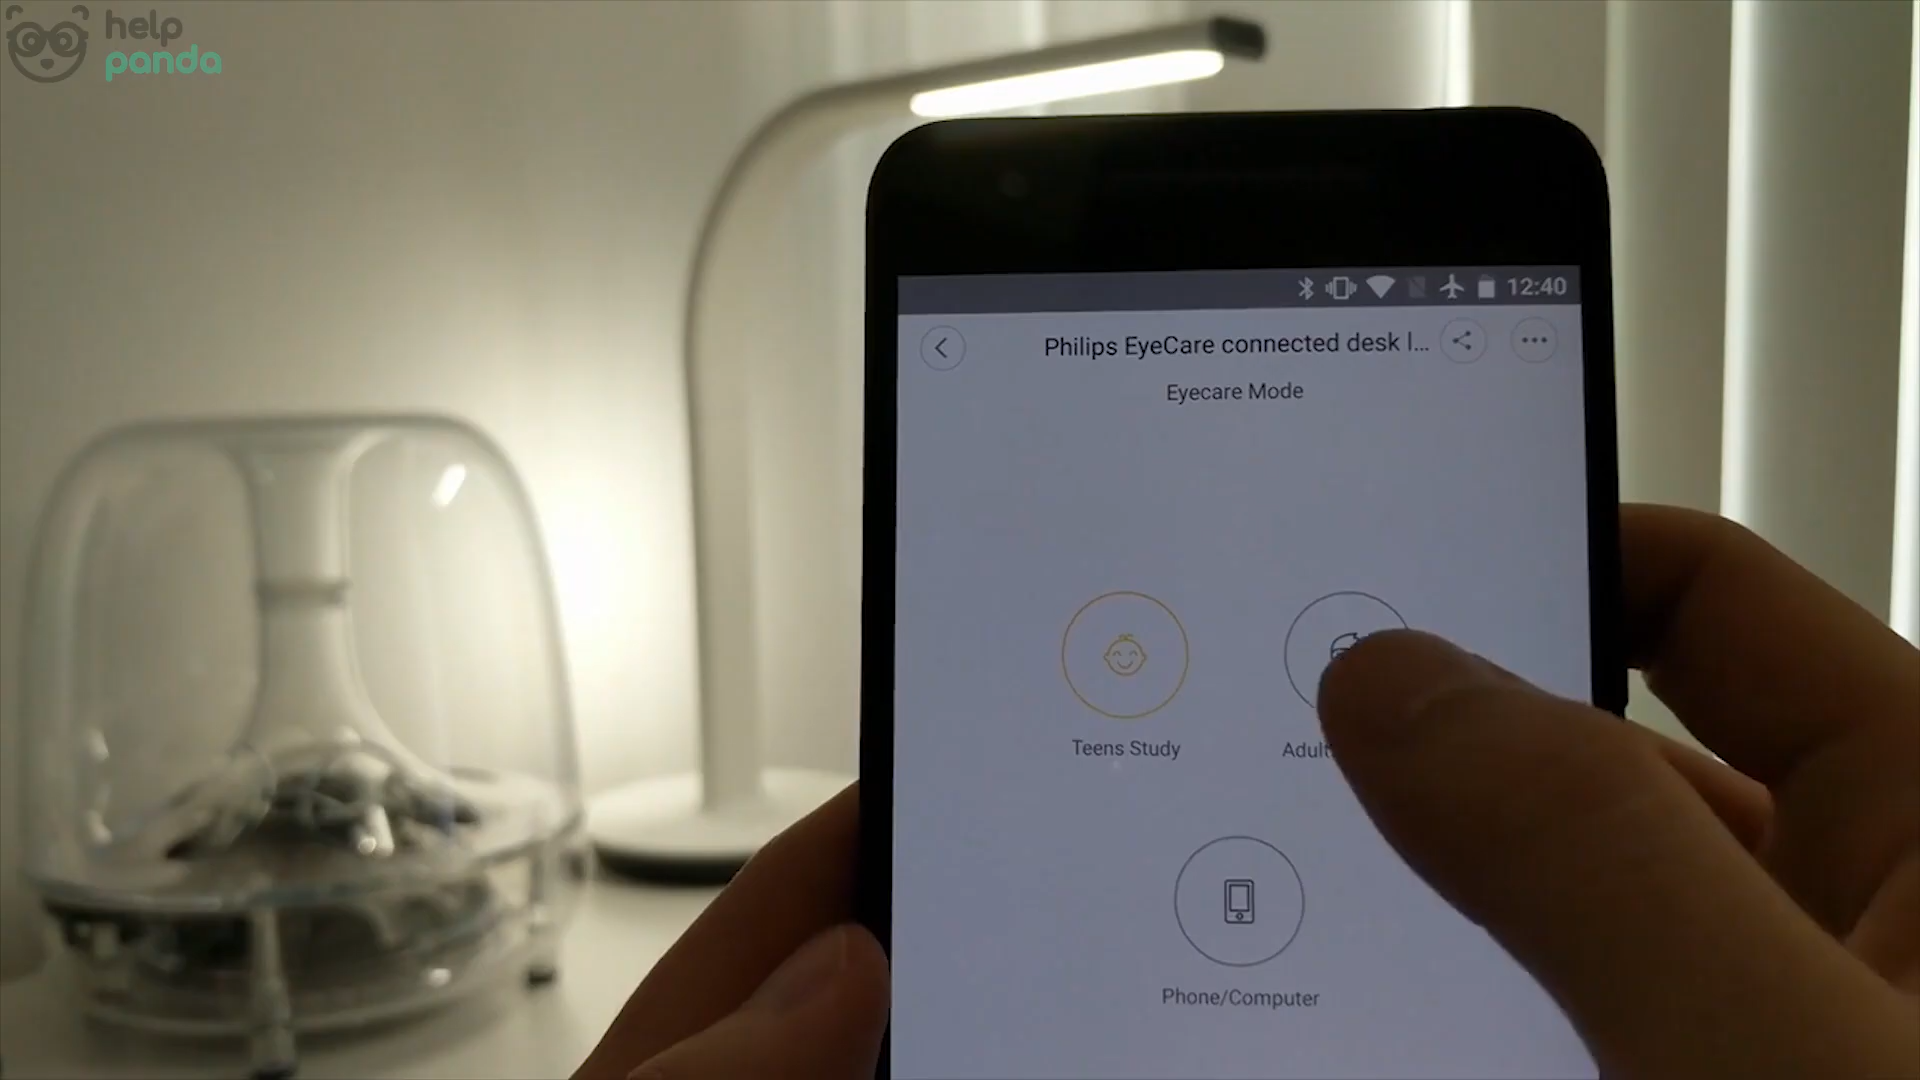 help
panda
12:40
Philips EyeCare connected desk l...
Eyecare Mode
Teens Study
Adult
Phone/Computer